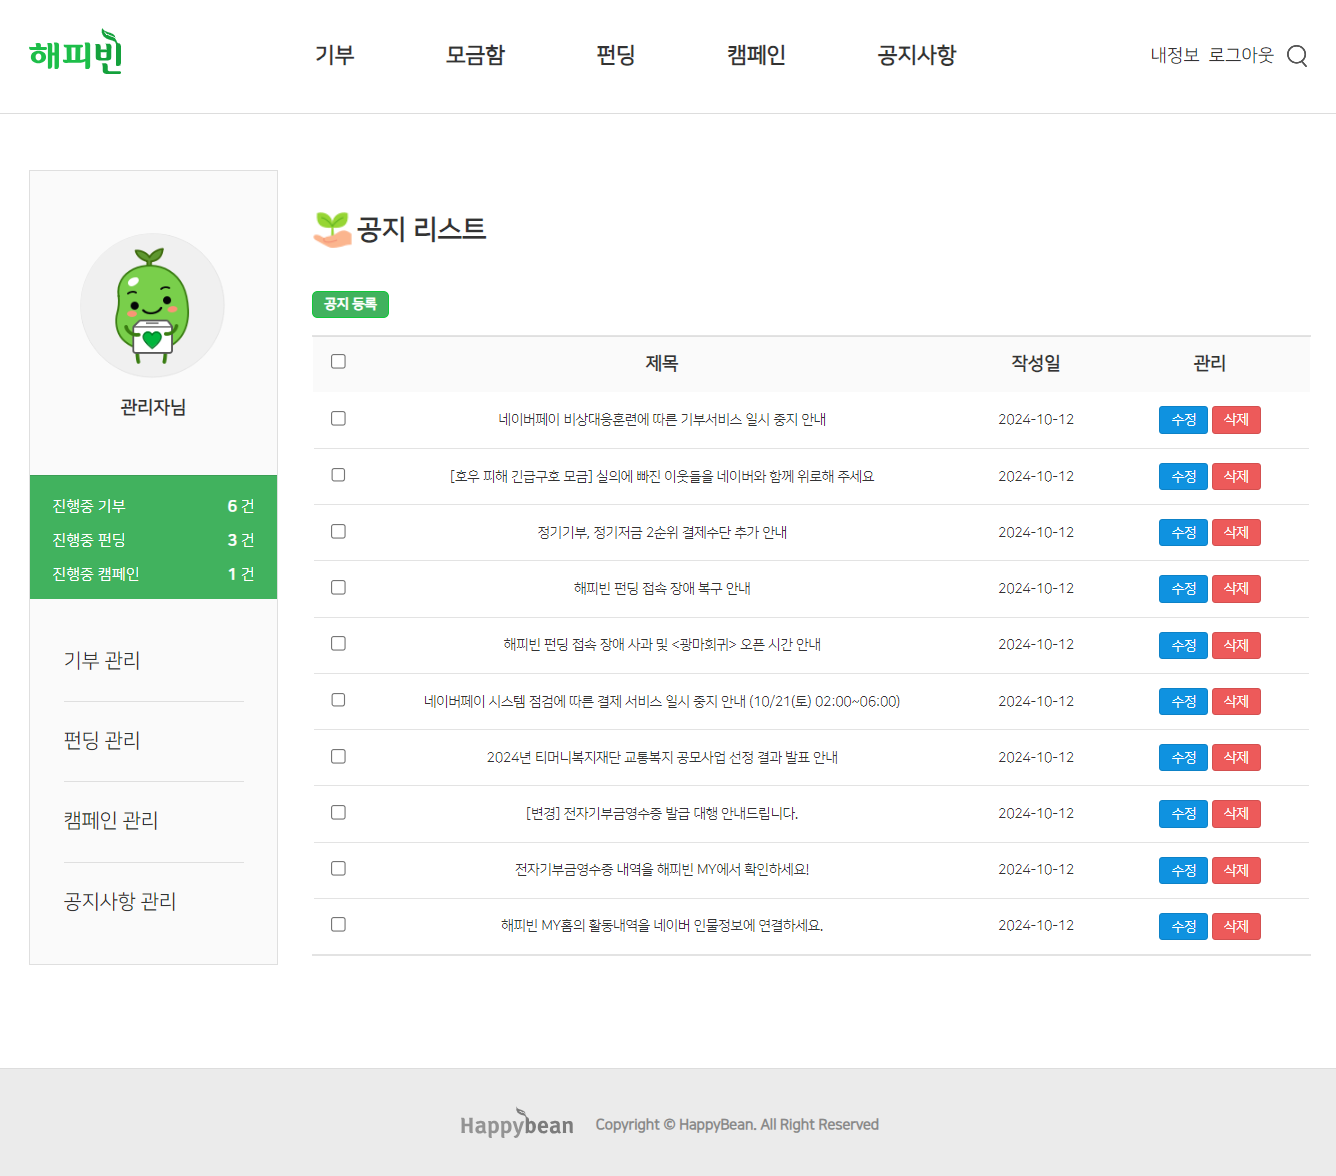 해피빈
기부 모금함 펀딩 캠페인 공지사항
내정보 로그아웃
관리자님
진행중 기부 6 건
진행중 펀딩 3 건
진행중 캠페인 1 건
기부 관리
펀딩 관리
캠페인 관리
공지사항 관리
공지 리스트
공지 등록
제목 작성일 관리
네이버페이 비상대응훈련에 따른 기부서비스 일시 중지 안내 2024-10-12 수정 삭제
[호우 피해 긴급구호 모금] 실의에 빠진 이웃들을 네이버와 함께 위로해 주세요 2024-10-12 수정 삭제
정기기부, 정기저금 2순위 결제수단 추가 안내 2024-10-12 수정 삭제
해피빈 펀딩 접속 장애 복구 안내 2024-10-12 수정 삭제
해피빈 펀딩 접속 장애 사과 및 <광마회귀> 오픈 시간 안내 2024-10-12 수정 삭제
네이버페이 시스템 점검에 따른 결제 서비스 일시 중지 안내 (10/21(토) 02:00~06:00) 2024-10-12 수정 삭제
2024년 티머니복지재단 교통복지 공모사업 선정 결과 발표 안내 2024-10-12 수정 삭제
[변경] 전자기부금영수증 발급 대행 안내드립니다. 2024-10-12 수정 삭제
전자기부금영수증 내역을 해피빈 MY에서 확인하세요! 2024-10-12 수정 삭제
해피빈 MY홈의 활동내역을 네이버 인물정보에 연결하세요. 2024-10-12 수정 삭제
Happybean Copyright © HappyBean. All Right Reserved